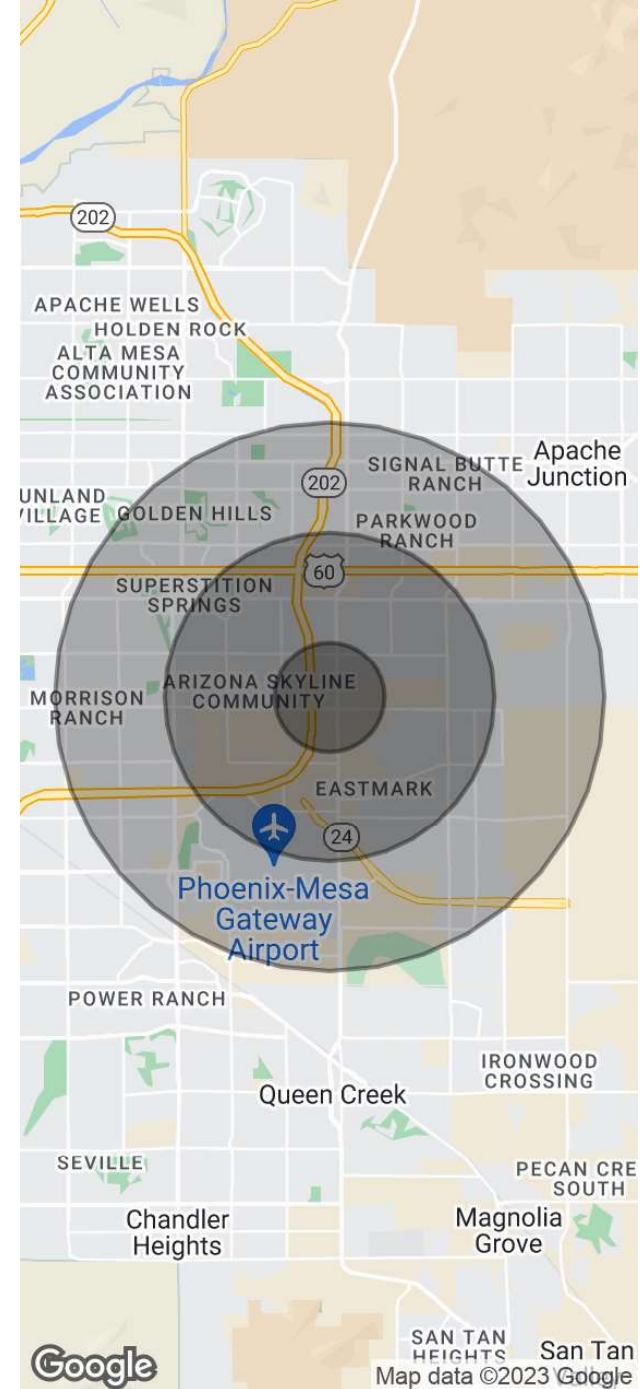 202
APACHE WELLS
HOLDEN ROCK
ALTA MESA
COMMUNITY
ASSOCIATION
Apache
Junction
SIGNAL BUTTE
RANCH
202
UNLAND
VILLAGE
GOLDEN HILLS
PARKWOOD
RANCH
60
SUPERSTITION
SPRINGS
ARIZONA SKYLINE
COMMUNITY
MORRISON
RANCH
EASTMARK
24
Phoenix-Mesa
Gateway
Airport
POWER RANCH
IRONWOOD
CROSSING
Queen Creek
SEVILLE
PECAN CRE
SOUTH
Chandler
Heights
Magnolia
Grove
SAN TAN
HEIGHTS
San Tan
Google
Map data ©2023 Google